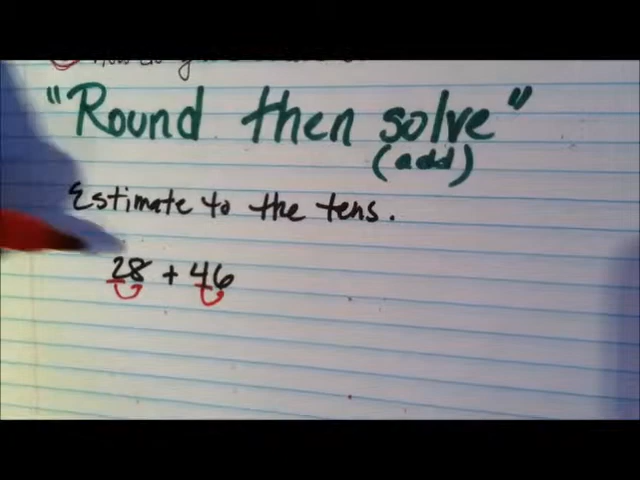 "Round then solve"
(add)
Estimate to the tens.
28 + 46